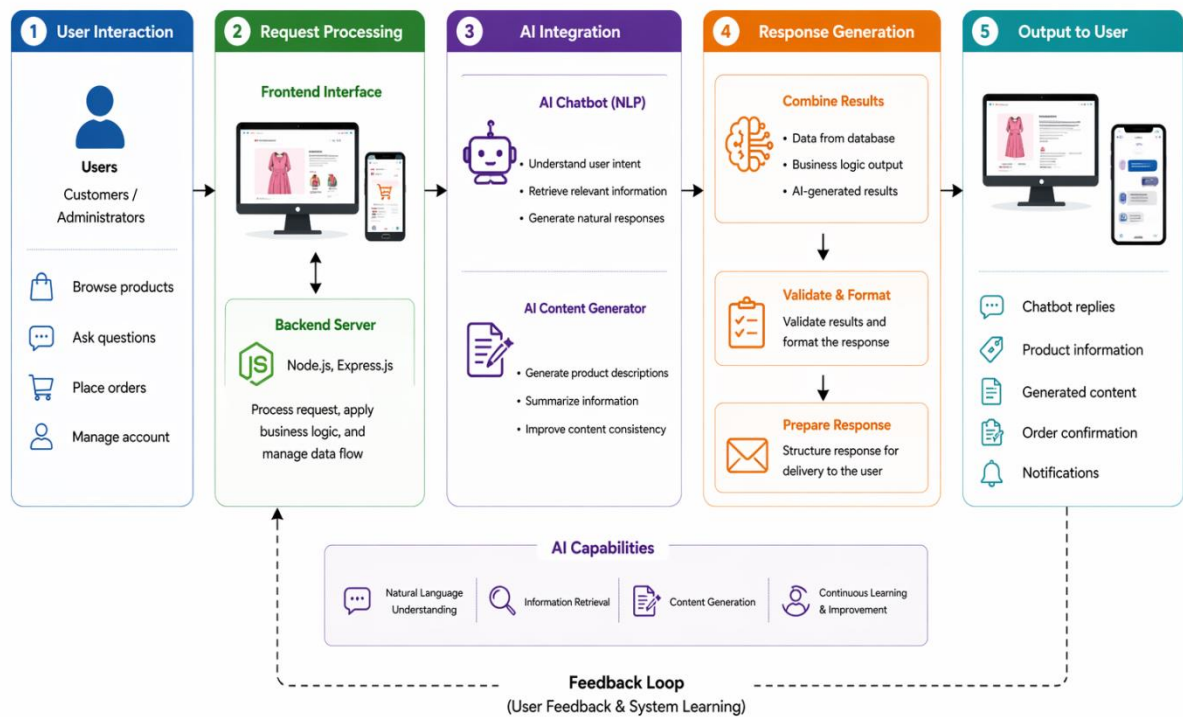 1 User Interaction
Users
Customers /
Administrators
Browse products
Ask questions
Place orders
Manage account
2 Request Processing
Frontend Interface
Backend Server
JS
Node.js, Express.js
Process request, apply
business logic, and
manage data flow
3 AI Integration
AI Chatbot (NLP)
• Understand user intent
• Retrieve relevant information
• Generate natural responses
AI Content Generator
• Generate product descriptions
• Summarize information
• Improve content consistency
4 Response Generation
Combine Results
• Data from database
• Business logic output
• AI-generated results
Validate & Format
Validate results and
format the response
Prepare Response
Structure response for
delivery to the user
5 Output to User
Chatbot replies
Product information
Generated content
Order confirmation
Notifications
AI Capabilities
Natural Language
Understanding
Information Retrieval
Content Generation
Continuous Learning
& Improvement
Feedback Loop
(User Feedback & System Learning)